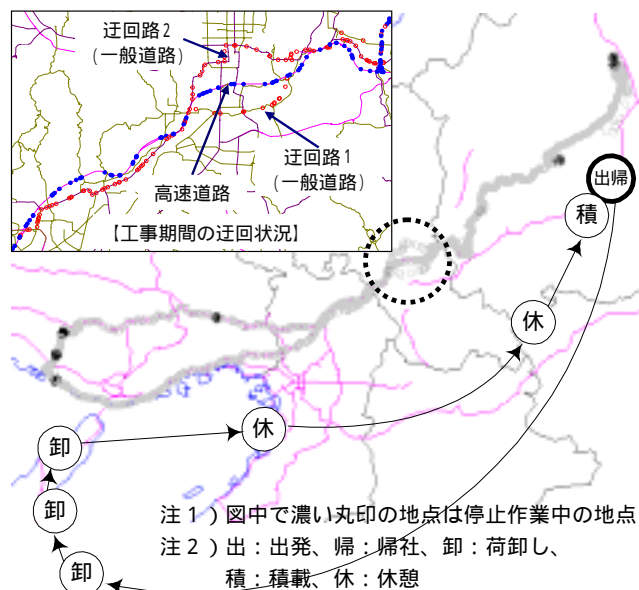 迂回路2
(一般道路)
迂回路1
(一般道路)
高速道路
【工事期間の迂回状況】
出帰
積
休
休
卸
卸
卸
注１）図中で濃い丸印の地点は停止作業中の地点
注２）出：出発、帰：帰社、卸：荷卸し、
積：積載、休：休憩